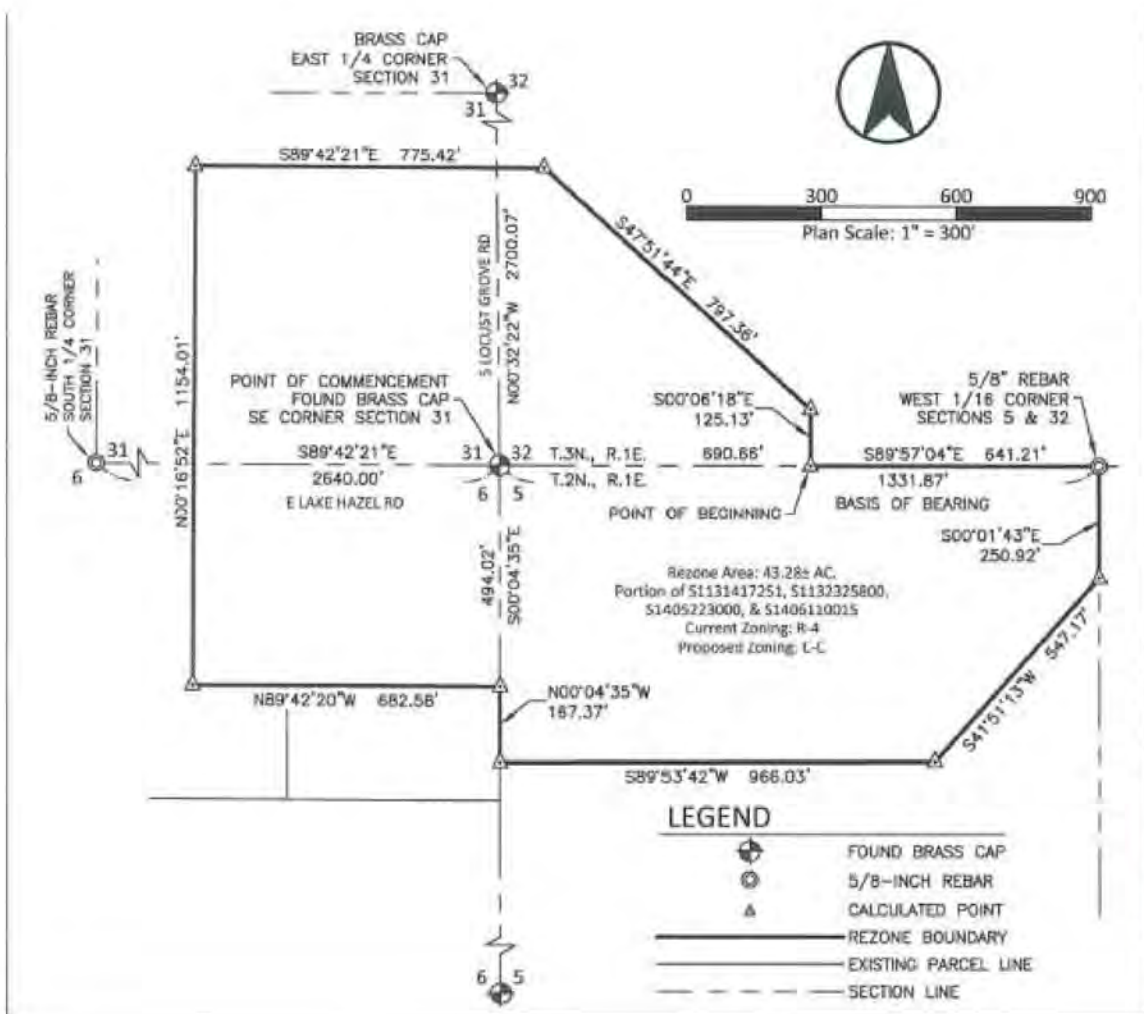 BRASS CAP
EAST 1/4 CORNER
SECTION 31
32
31
S89°42'21"E 775.42'
0 300 600 900
Plan Scale: 1" = 300'
S47°51'44"E 797.36'
S LOCUST GROVE RD
N00°32'22"W 2700.07'
5/8-INCH REBAR
SOUTH 1/4 CORNER
SECTION 31
N00°16'52"E 1154.01'
POINT OF COMMENCEMENT
FOUND BRASS CAP
SE CORNER SECTION 31
S00°06'18"E
125.13'
5/8" REBAR
WEST 1/16 CORNER
SECTIONS 5 & 32
31
6
S89°42'21"E
2640.00'
E LAKE HAZEL RD
31 32
6 5
T.3N., R.1E.
T.2N., R.1E.
690.66'
S89°57'04"E 641.21'
1331.87'
BASIS OF BEARING
POINT OF BEGINNING
494.02'
S00°04'35"E
S00°01'43"E
250.92'
Rezone Area: 43.28± AC.
Portion of S1131417251, S1132325800,
S1405223000, & S1406110015
Current Zoning: R-4
Proposed Zoning: C-C
S41°51'13"W 547.17'
N89°42'20"W 682.58'
N00°04'35"W
167.37'
S89°53'42"W 966.03'
LEGEND
FOUND BRASS CAP
5/8-INCH REBAR
CALCULATED POINT
REZONE BOUNDARY
EXISTING PARCEL LINE
SECTION LINE
6 5